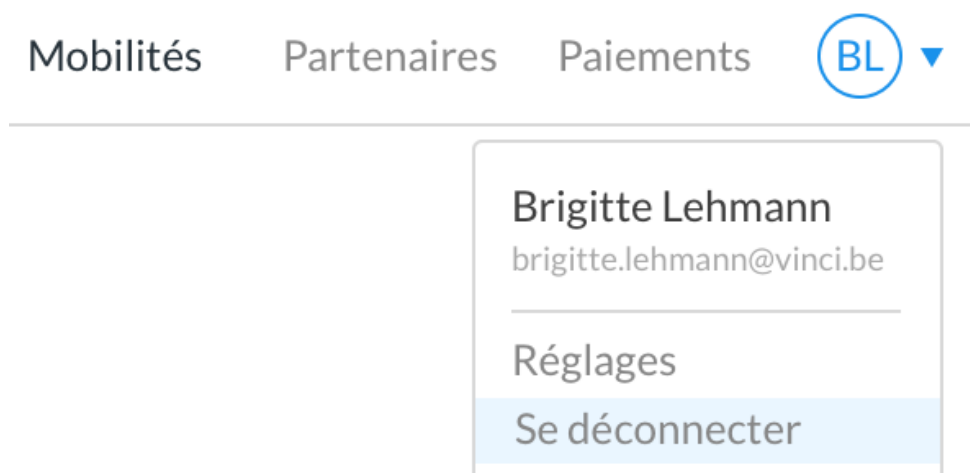 Mobilités Partenaires Paiements BL
Brigitte Lehmann
brigitte.lehmann@vinci.be
Réglages
Se déconnecter